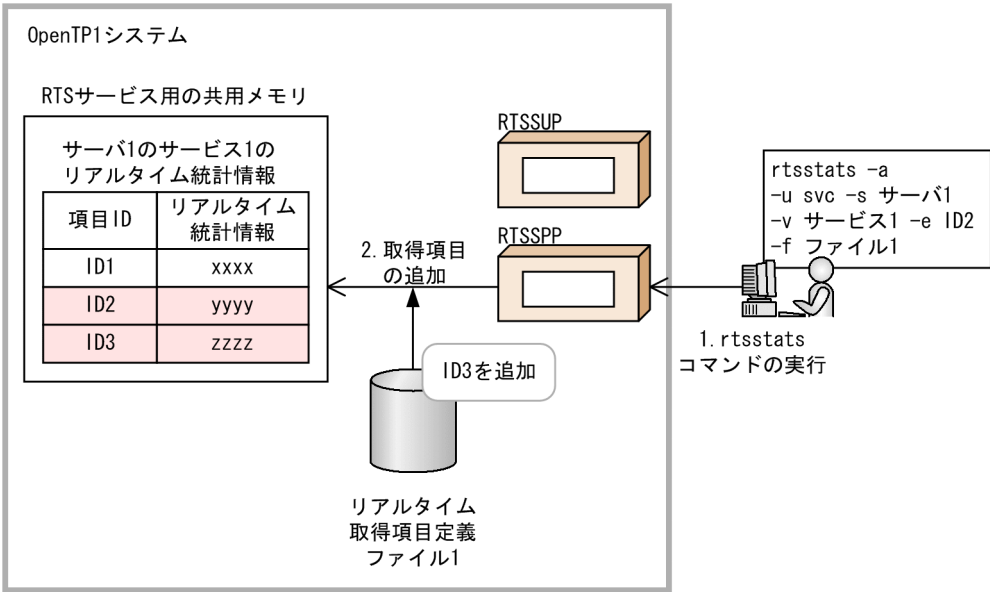 OpenTP1システム
RTSサービス用の共用メモリ
サーバ1のサービス1の
リアルタイム統計情報
項目ID
リアルタイム
統計情報
ID1
xxxx
ID2
yyyy
ID3
zzzz
RTSSUP
RTSSPP
2.取得項目
の追加
ID3を追加
リアルタイム
取得項目定義
ファイル1
rtsstats -a
-u svc -s サーバ1
-v サービス1 -e ID2
-f ファイル1
1.rtsstats
コマンドの実行